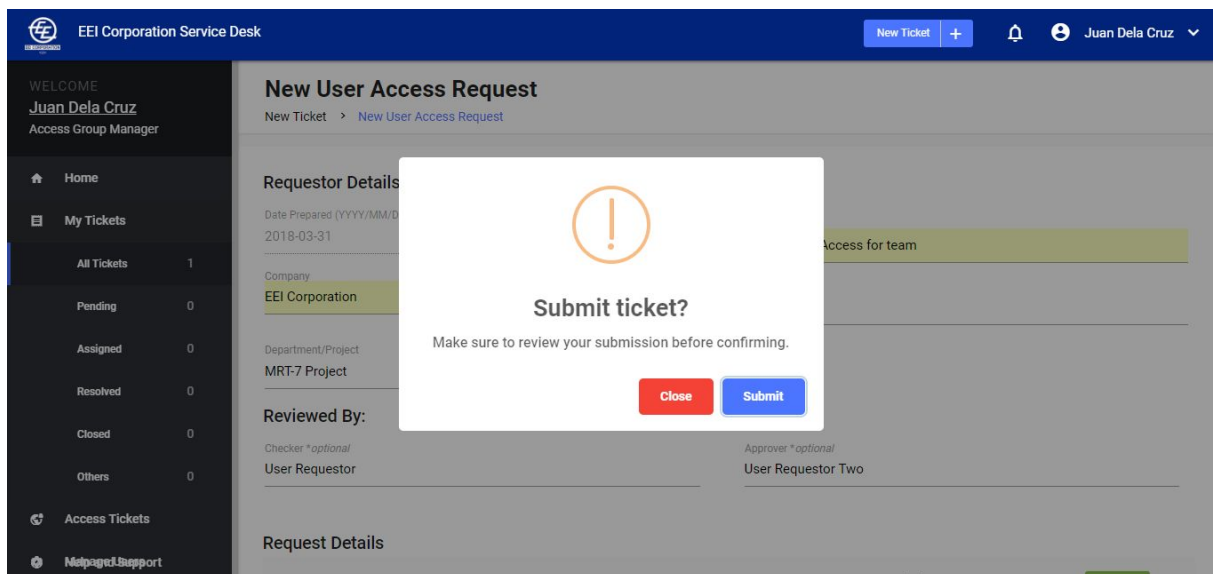 EEI Corporation Service Desk
New Ticket +
Juan Dela Cruz
EEI CORPORATION
WELCOME
Juan Dela Cruz
Access Group Manager
Home
My Tickets
All Tickets 1
Pending 0
Assigned 0
Resolved 0
Closed 0
Others 0
Access Tickets
New User Access Request
New Ticket > New User Access Request
Requestor Details
Date Prepared (YYYY/MM/D
2018-03-31
Access for team
Company
EEI Corporation
Department/Project
MRT-7 Project
Reviewed By:
Checker *optional
User Requestor
Approver *optional
User Requestor Two
Request Details
!
Submit ticket?
Make sure to review your submission before confirming.
Close
Submit